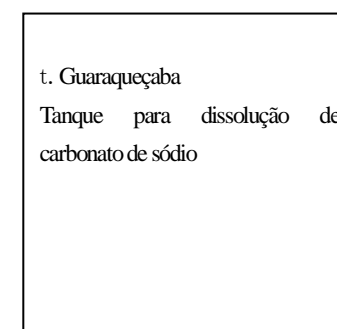 t. Guaraqueçaba
Tanque para dissolução de
carbonato de sódio